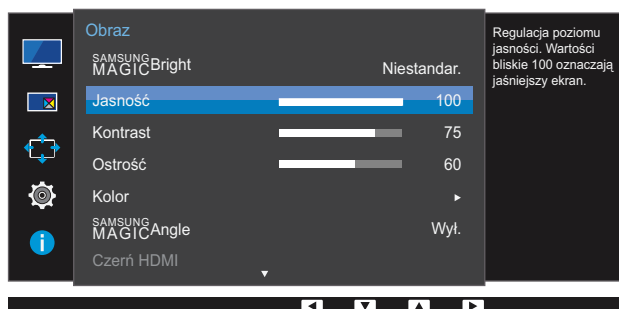 Obraz
SAMSUNG MAGICBright Niestandar.
Jasność 100
Kontrast 75
Ostrość 60
Kolor
SAMSUNG MAGICAngle Wył.
Czerń HDMI
Regulacja poziomu
jasności. Wartości
bliskie 100 oznaczają
jaśniejszy ekran.